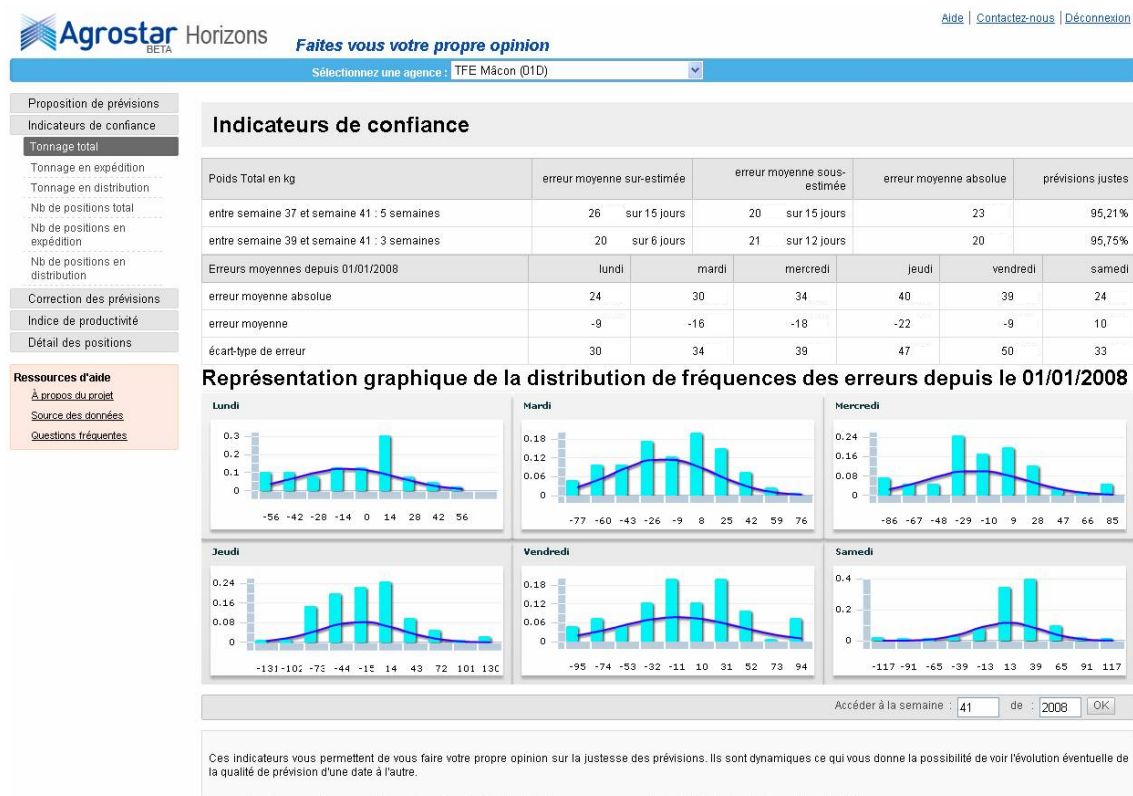 Agrostar Horizons
BETA
Faites vous votre propre opinion
Aide | Contactez-nous | Déconnexion
Sélectionnez une agence : TFE Mâcon (01D)
Proposition de prévisions
Indicateurs de confiance
Tonnage total
Tonnage en expédition
Tonnage en distribution
Nb de positions total
Nb de positions en
expédition
Nb de positions en
distribution
Correction des prévisions
Indice de productivité
Détail des positions
Ressources d'aide
À propos du projet
Source des données
Questions fréquentes
Indicateurs de confiance
Poids Total en kg erreur moyenne sur-estimée erreur moyenne sous-estimée erreur moyenne absolue prévisions justes
entre semaine 37 et semaine 41 : 5 semaines 26 sur 15 jours 20 sur 15 jours 23 95,21%
entre semaine 39 et semaine 41 : 3 semaines 20 sur 6 jours 21 sur 12 jours 20 95,75%
Erreurs moyennes depuis 01/01/2008 lundi mardi mercredi jeudi vendredi samedi
erreur moyenne absolue 24 30 34 40 39 24
erreur moyenne -9 -16 -18 -22 -9 10
écart-type de erreur 30 34 39 47 50 33
Représentation graphique de la distribution de fréquences des erreurs depuis le 01/01/2008
Lundi
0.3
0.2
0.1
0
-56 -42 -28 -14 0 14 28 42 56
Mardi
0.18
0.12
0.06
0
-77 -60 -43 -26 -9 8 25 42 59 76
Mercredi
0.24
0.16
0.08
0
-86 -67 -48 -29 -10 9 28 47 66 85
Jeudi
0.24
0.16
0.08
0
-131 -102 -73 -44 -15 14 43 72 101 130
Vendredi
0.18
0.12
0.06
0
-95 -74 -53 -32 -11 10 31 52 73 94
Samedi
0.4
0.2
0
-117 -91 -65 -39 -13 13 39 65 91 117
Accéder à la semaine : 41 de : 2008 OK
Ces indicateurs vous permettent de vous faire votre propre opinion sur la justesse des prévisions. Ils sont dynamiques ce qui vous donne la possibilité de voir l'évolution éventuelle de
la qualité de prévision d'une date à l'autre.